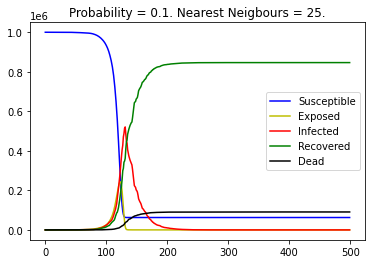 Probability = 0.1. Nearest Neigbours = 25.
1e6
1.0
0.8
0.6
0.4
0.2
0.0
Susceptible
Exposed
Infected
Recovered
Dead
0 100 200 300 400 500